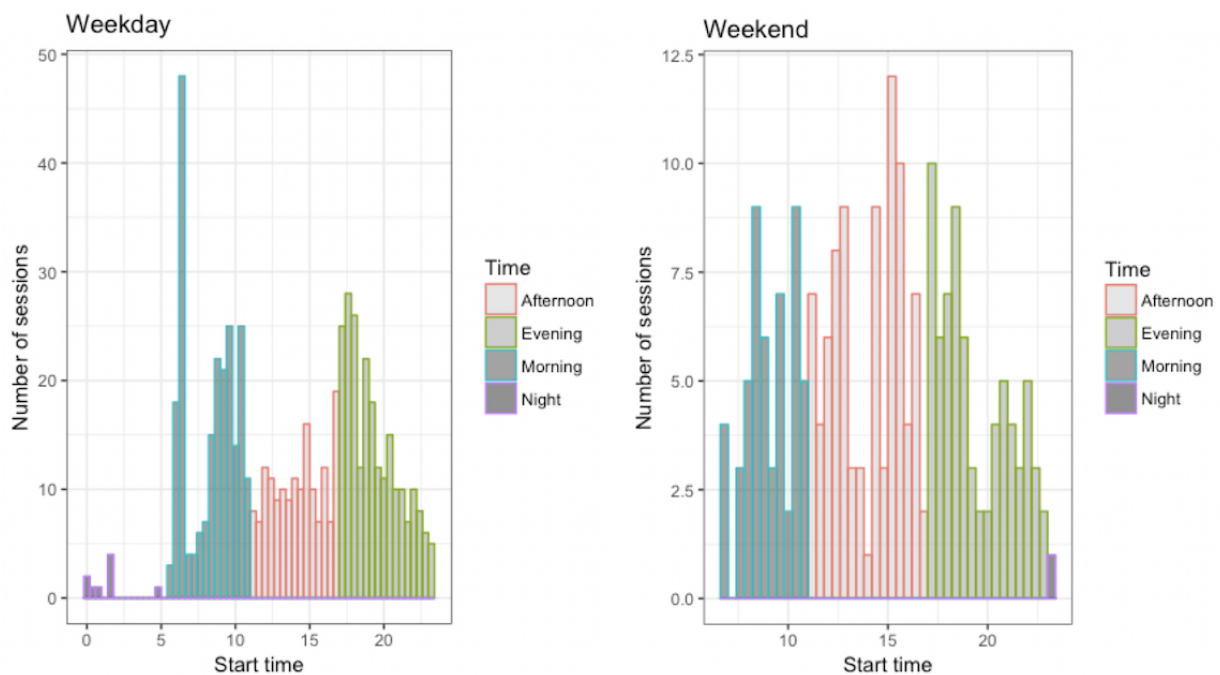 Weekday
Number of sessions
50
40
30
20
10
0
0 5 10 15 20
Start time
Time
Afternoon
Evening
Morning
Night
Weekend
Number of sessions
12.5
10.0
7.5
5.0
2.5
0.0
10 15 20
Start time
Time
Afternoon
Evening
Morning
Night